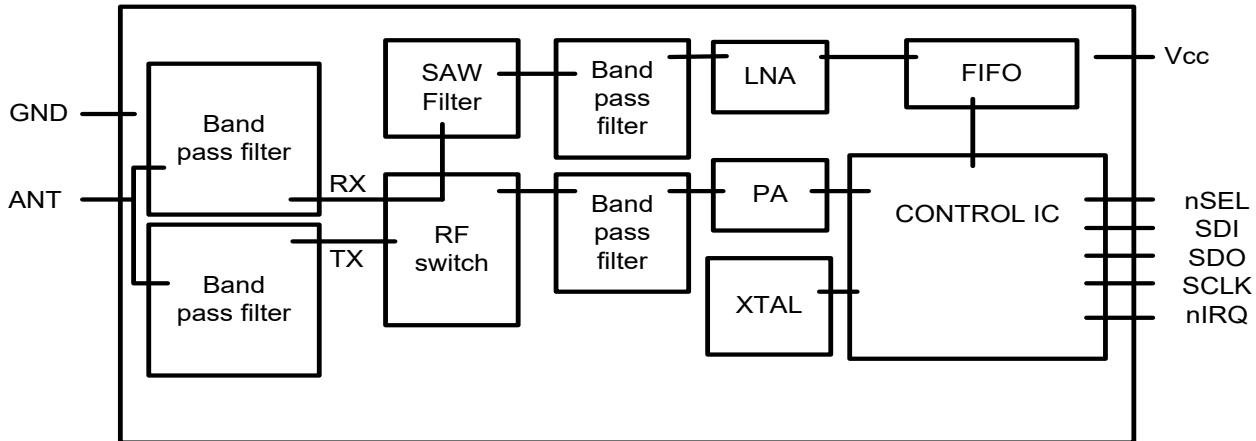 GND
ANT
Band
pass filter
Band
pass filter
RX
TX
SAW
Filter
RF
switch
Band
pass
filter
Band
pass
filter
LNA
PA
XTAL
FIFO
CONTROL IC
Vcc
nSEL
SDI
SDO
SCLK
nIRQ